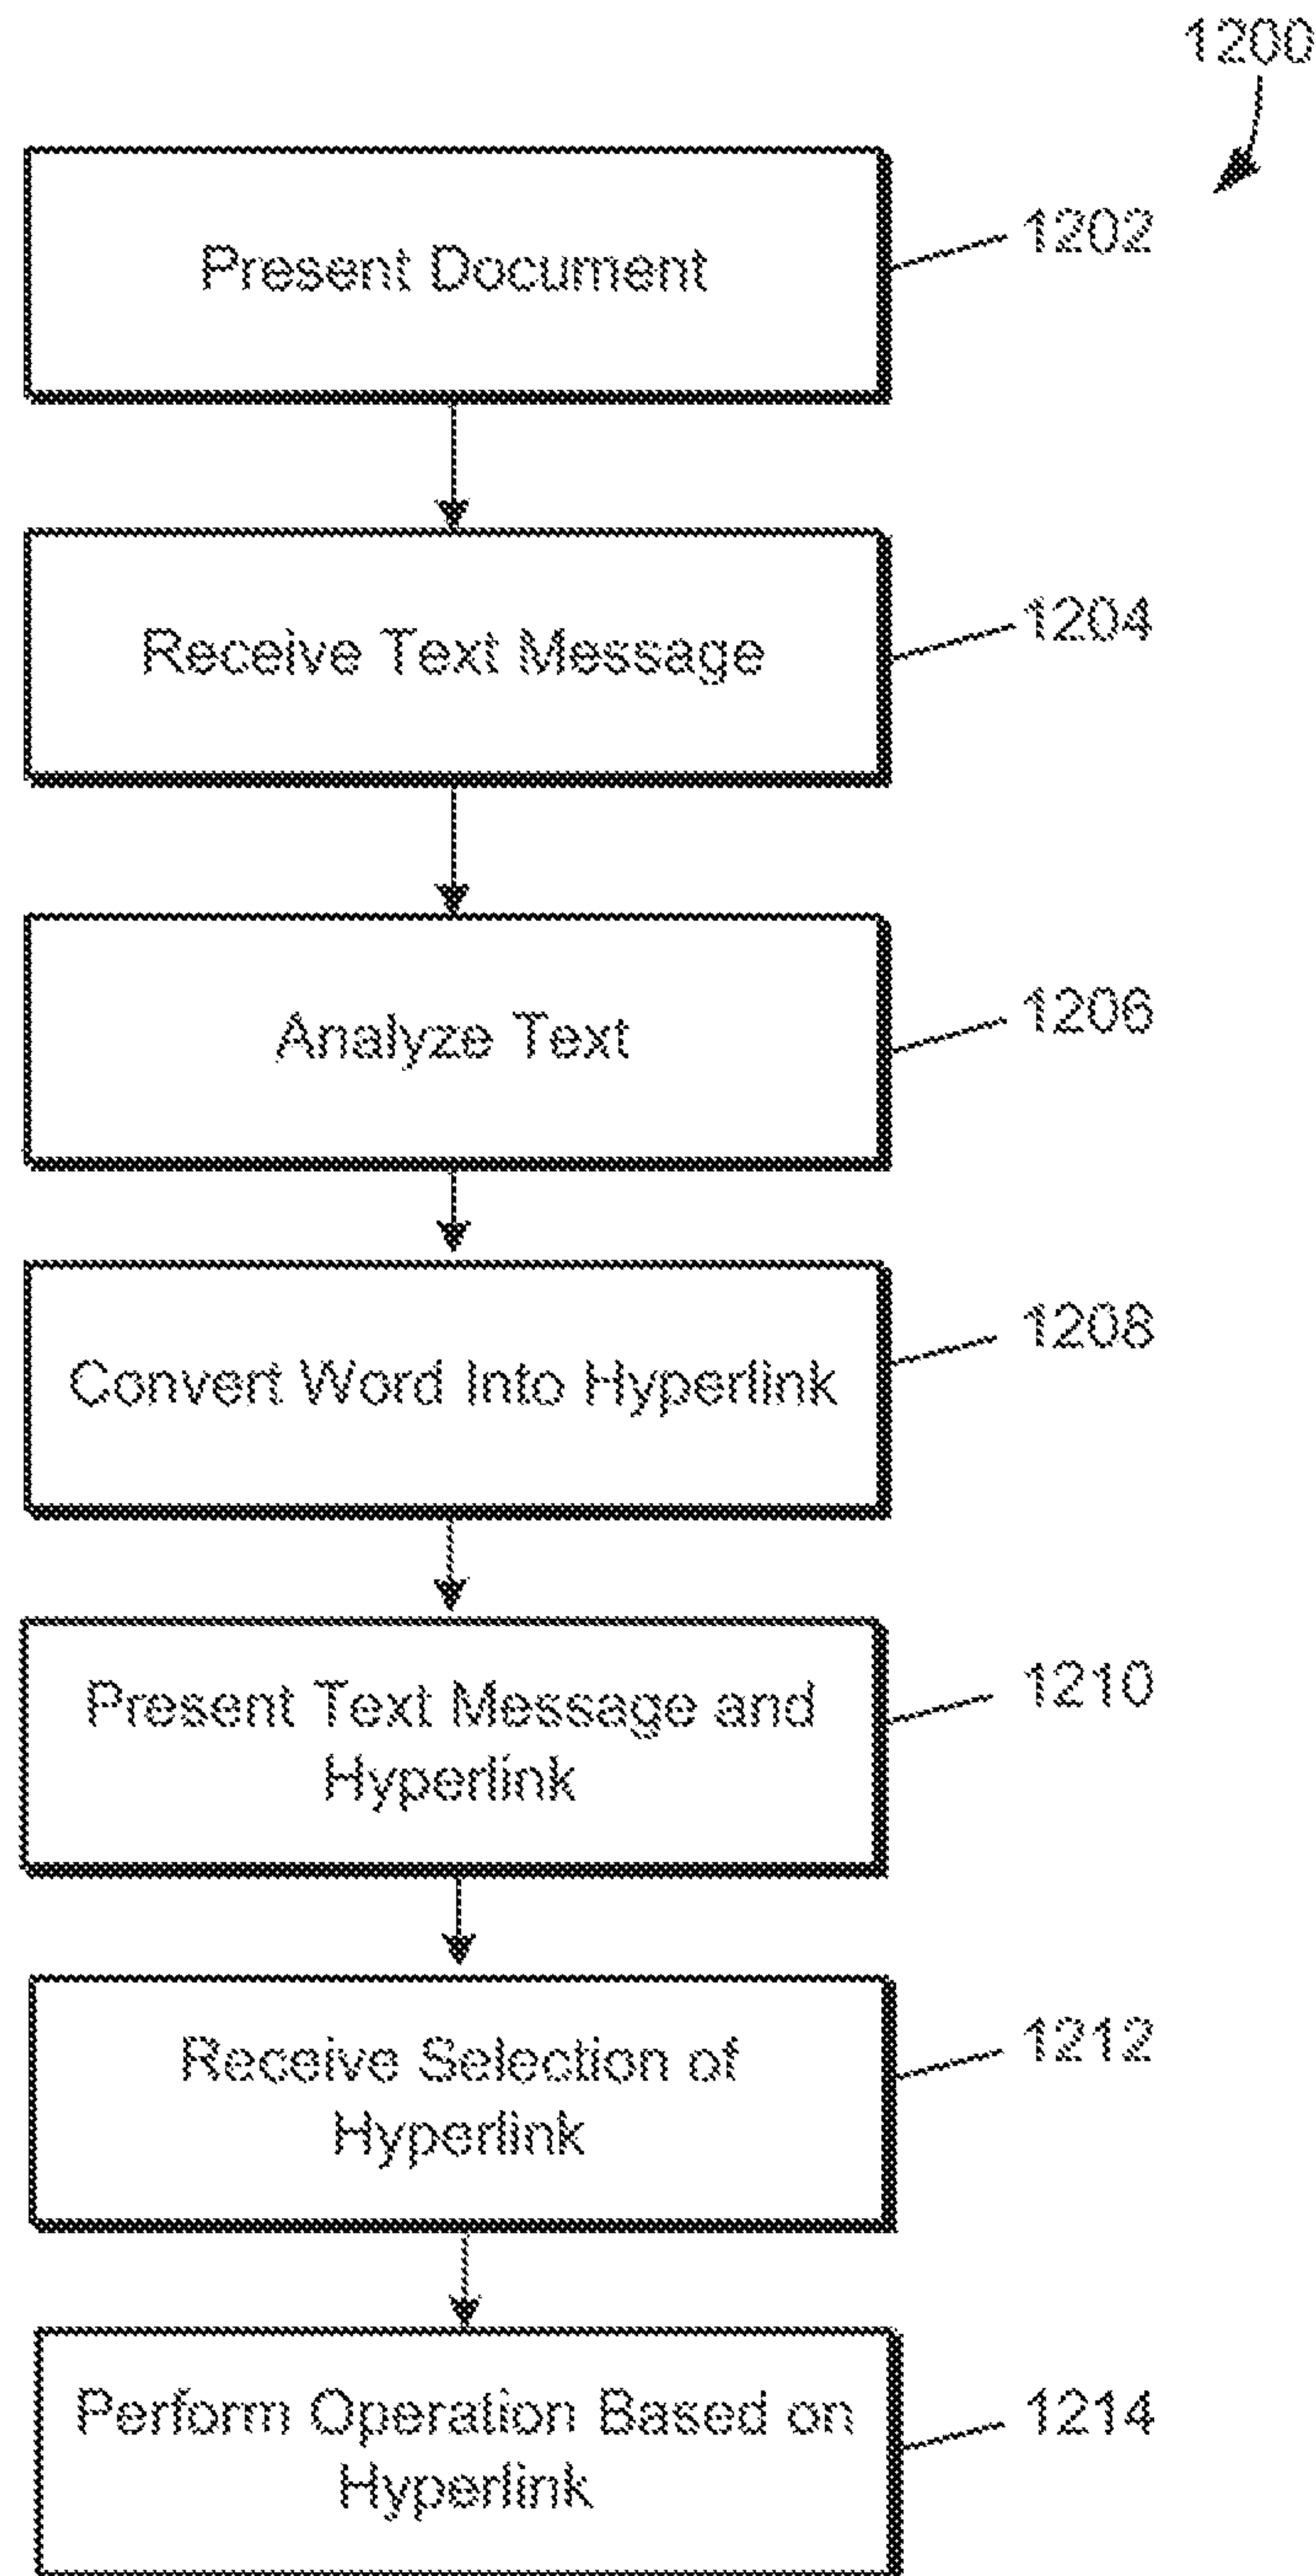 1200
Present Document
1202
Receive Text Message
1204
Analyze Text
1206
Convert Word Into Hyperlink
1208
Present Text Message and
Hyperlink
1210
Receive Selection of
Hyperlink
1212
Perform Operation Based on
Hyperlink
1214